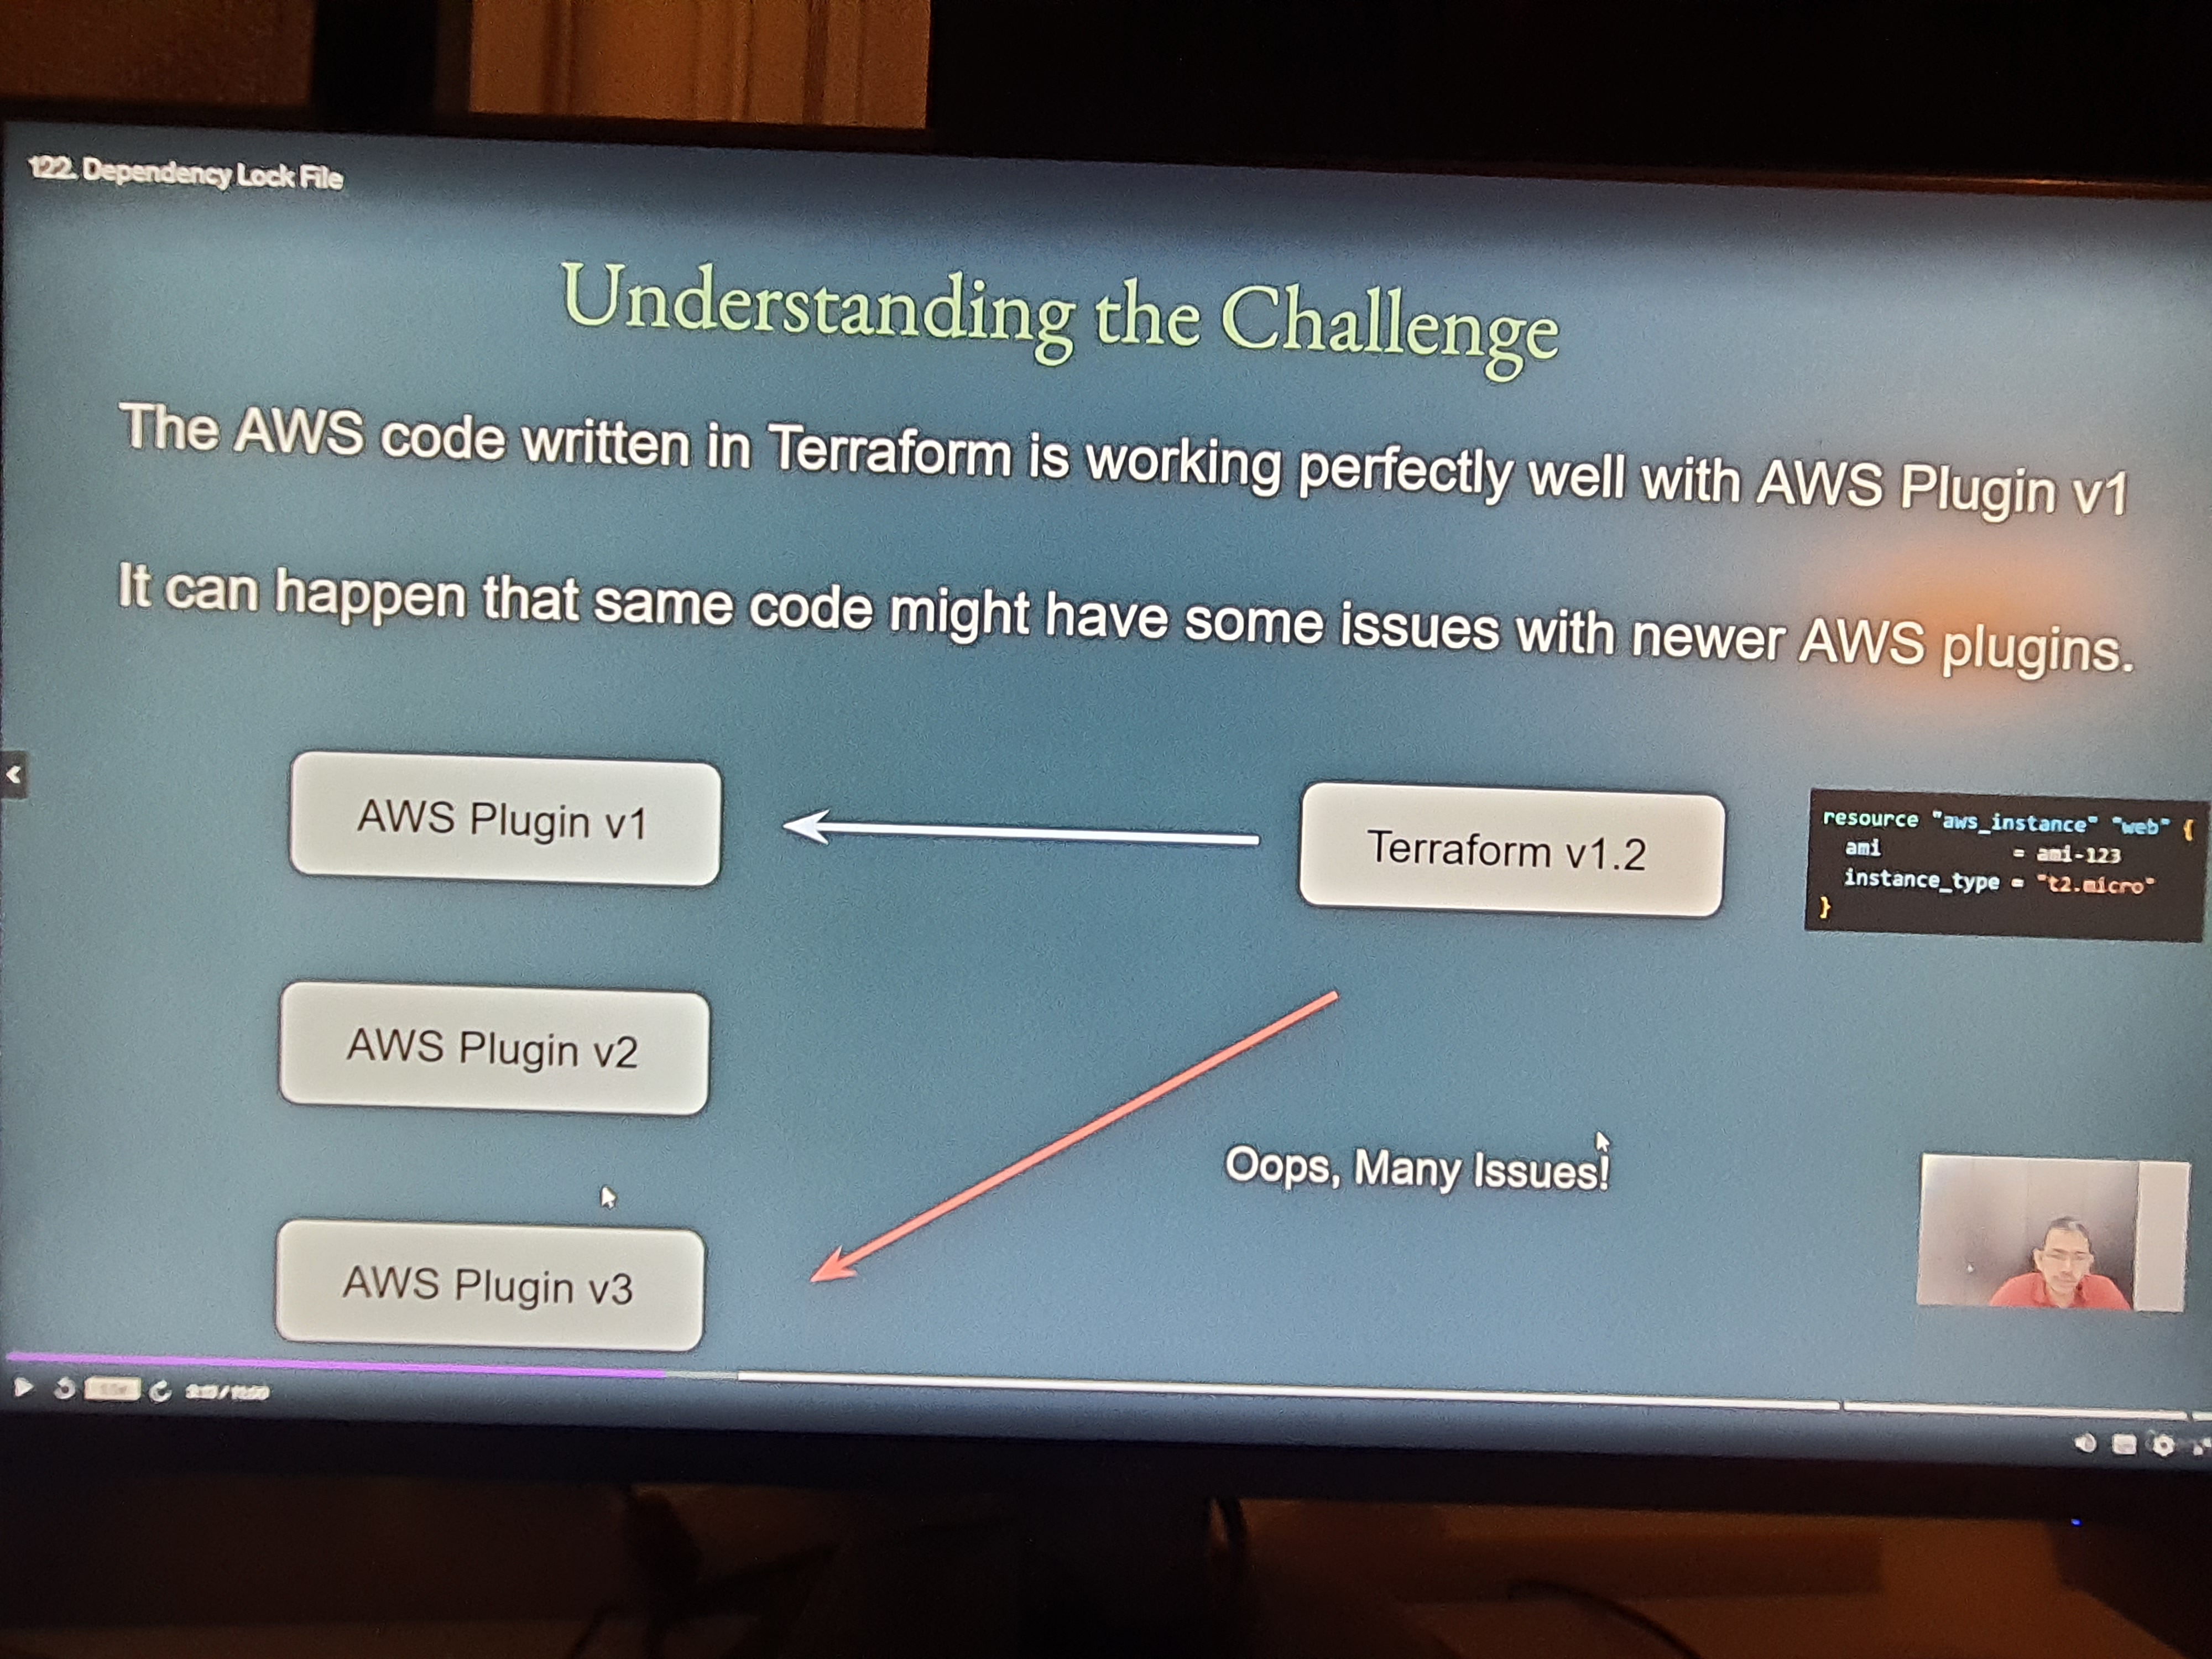 122. Dependency Lock File
Understanding the Challenge
The AWS code written in Terraform is working perfectly well with AWS Plugin v1
It can happen that same code might have some issues with newer AWS plugins.
AWS Plugin v1
Terraform v1.2
resource "aws_instance" "web" {
ami = ami-123
instance_type = "t2.micro"
}
AWS Plugin v2
Oops, Many Issues!
AWS Plugin v3